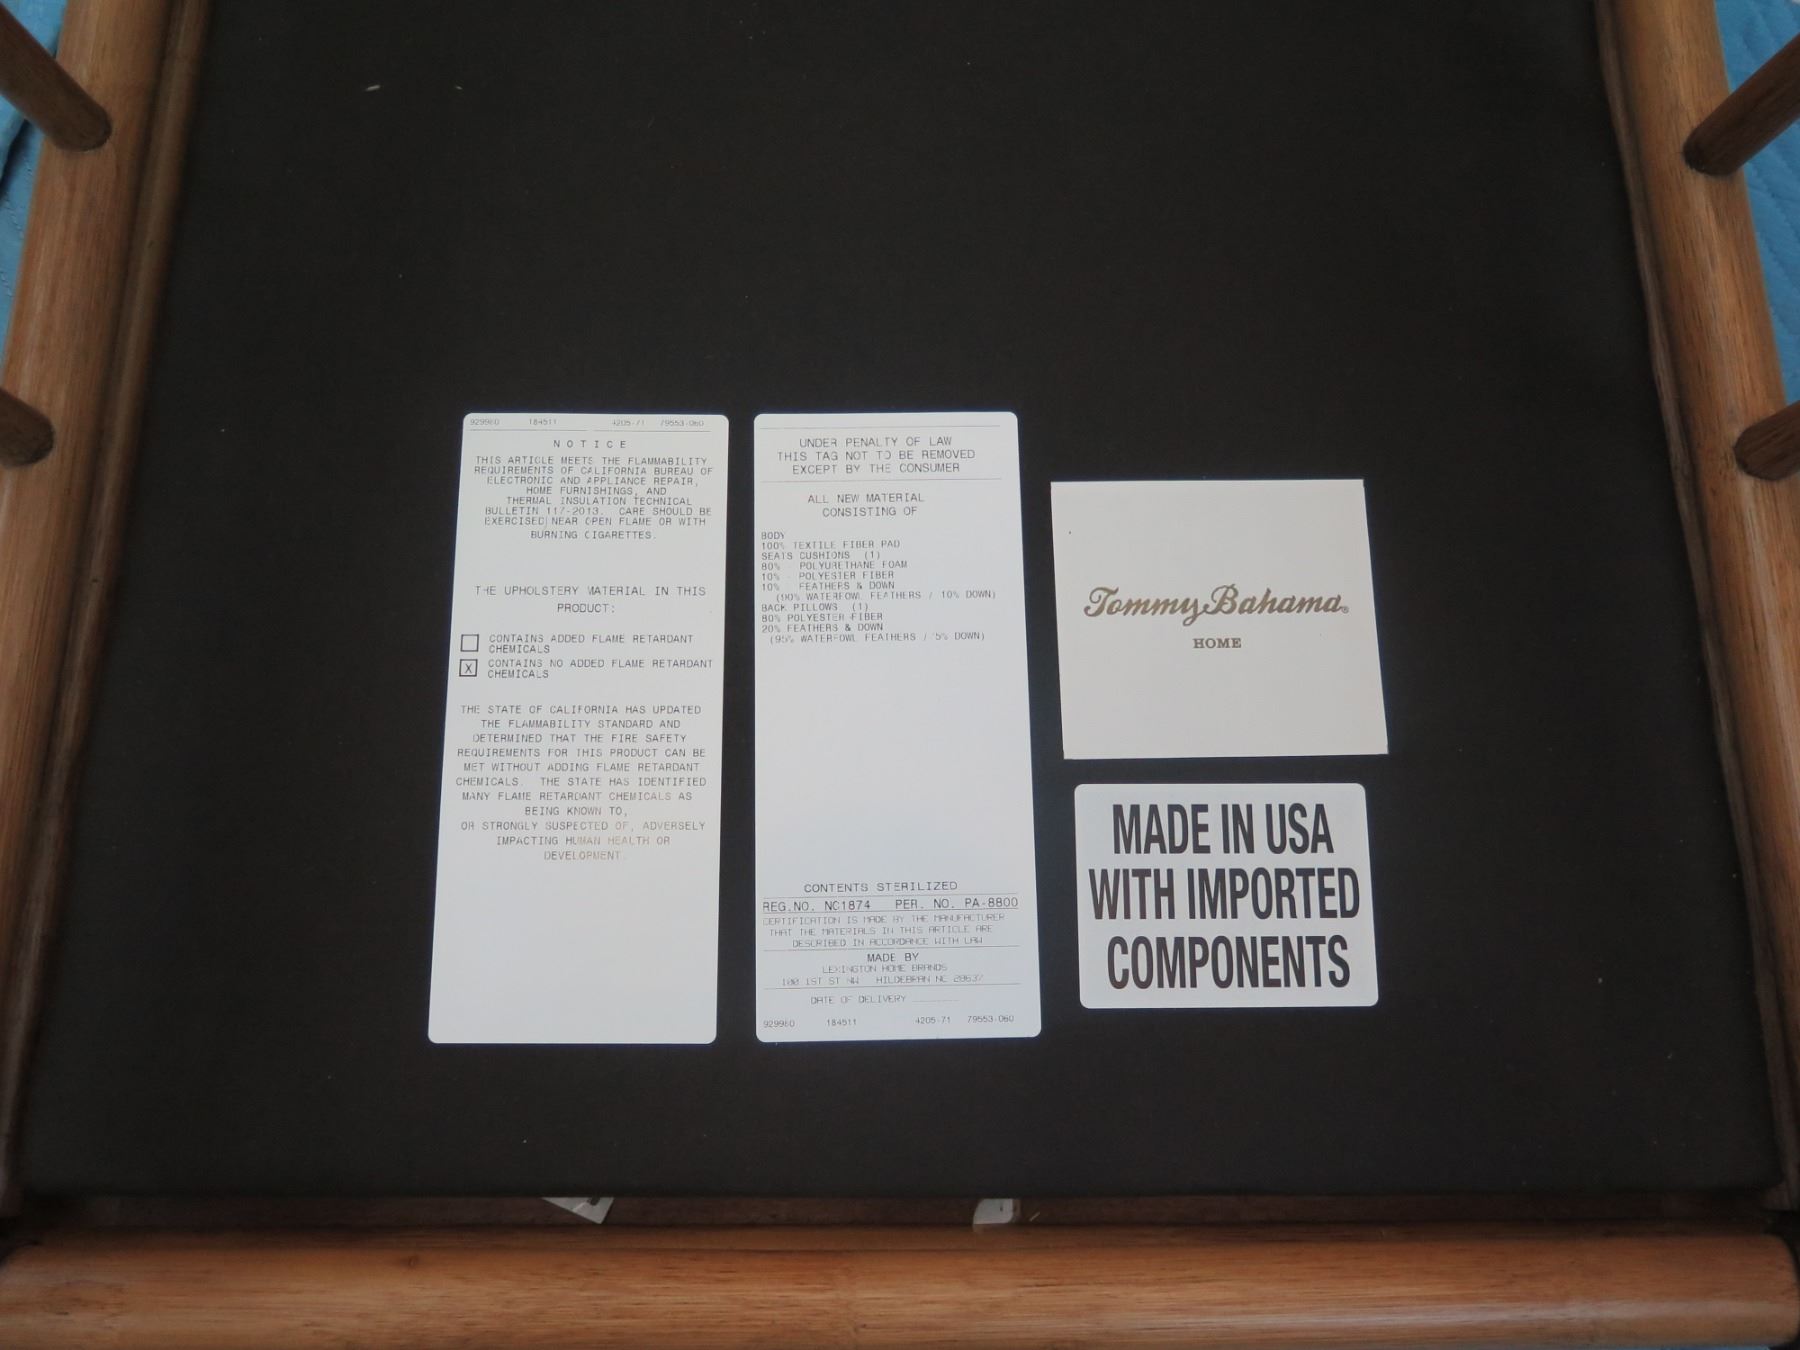 929980 184511 4205-71 79553-060
NOTICE
THIS ARTICLE MEETS THE FLAMMABILITY
REQUIREMENTS OF CALIFORNIA BUREAU OF
ELECTRONIC AND APPLIANCE REPAIR,
HOME FURNISHINGS, AND
THERMAL INSULATION TECHNICAL
BULLETIN 117-2013. CARE SHOULD BE
EXERCISED NEAR OPEN FLAME OR WITH
BURNING CIGARETTES.
THE UPHOLSTERY MATERIAL IN THIS
PRODUCT:
CONTAINS ADDED FLAME RETARDANT
CHEMICALS
X CONTAINS NO ADDED FLAME RETARDANT
CHEMICALS
THE STATE OF CALIFORNIA HAS UPDATED
THE FLAMMABILITY STANDARD AND
DETERMINED THAT THE FIRE SAFETY
REQUIREMENTS FOR THIS PRODUCT CAN BE
MET WITHOUT ADDING FLAME RETARDANT
CHEMICALS. THE STATE HAS IDENTIFIED
MANY FLAME RETARDANT CHEMICALS AS
BEING KNOWN TO,
OR STRONGLY SUSPECTED OF, ADVERSELY
IMPACTING HUMAN HEALTH OR
DEVELOPMENT.
UNDER PENALTY OF LAW
THIS TAG NOT TO BE REMOVED
EXCEPT BY THE CONSUMER
ALL NEW MATERIAL
CONSISTING OF
BODY
100% TEXTILE FIBER PAD
SEATS CUSHIONS (1)
80% - POLYURETHANE FOAM
10% - POLYESTER FIBER
10% - FEATHERS & DOWN
(90% WATERFOWL FEATHERS / 10% DOWN)
BACK PILLOWS (1)
80% POLYESTER FIBER
20% FEATHERS & DOWN
(95% WATERFOWL FEATHERS / 5% DOWN)
CONTENTS STERILIZED
REG.NO. NC1874 PER. NO. PA-8800
CERTIFICATION IS MADE BY THE MANUFACTURER
THAT THE MATERIALS IN THIS ARTICLE ARE
DESCRIBED IN ACCORDANCE WITH LAW
MADE BY
LEXINGTON HOME BRANDS
100 1ST ST NW HILDEBRAN NC 28637
DATE OF DELIVERY
929980 184511 4205-71 79553-060
Tommy Bahama®
HOME
MADE IN USA
WITH IMPORTED
COMPONENTS